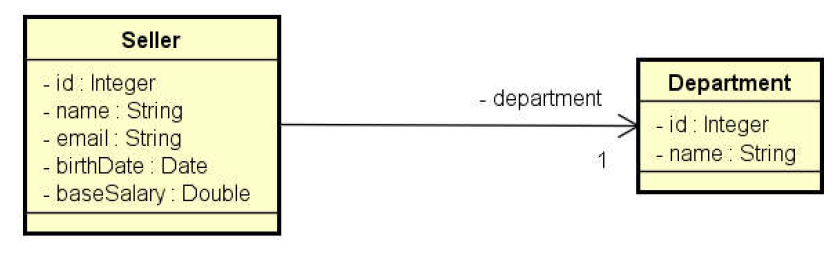 Seller
- id : Integer
- name : String
- email : String
- birthDate : Date
- baseSalary : Double
- department
1
Department
- id : Integer
- name : String